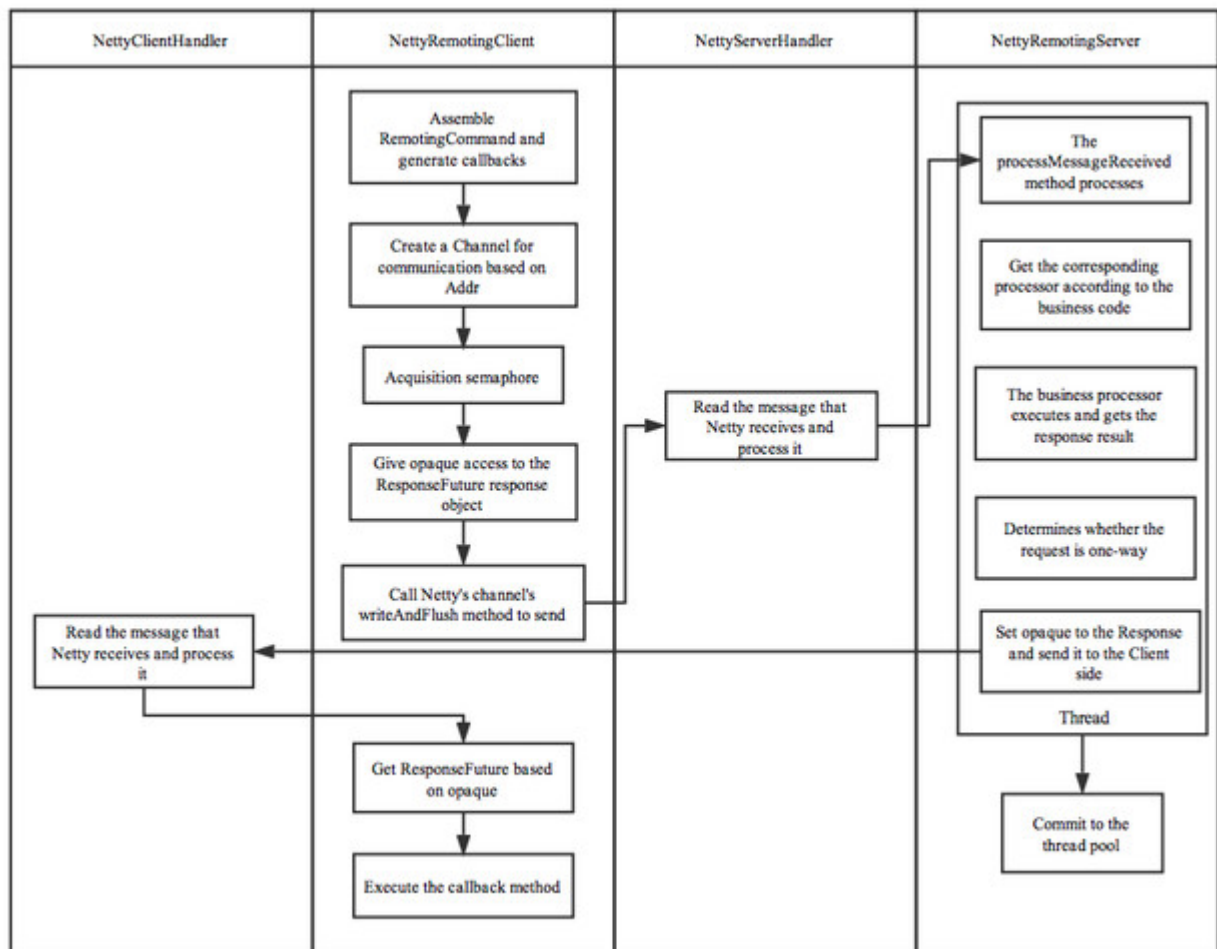 NettyClientHandler
NettyRemotingClient
NettyServerHandler
NettyRemotingServer
Assemble
RemotingCommand and
generate callbacks
Create a Channel for
communication based on
Addr
Acquisition semaphore
Give opaque access to the
ResponseFuture response
object
Call Netty's channel's
writeAndFlush method to send
Read the message that
Netty receives and
process it
The
processMessageReceived
method processes
Get the corresponding
processor according to the
business code
The business processor
executes and gets the
response result
Determines whether the
request is one-way
Set opaque to the Response
and send it to the Client
side
Thread
Commit to the
thread pool
Read the message that
Netty receives and process
it
Get ResponseFuture based
on opaque
Execute the callback method